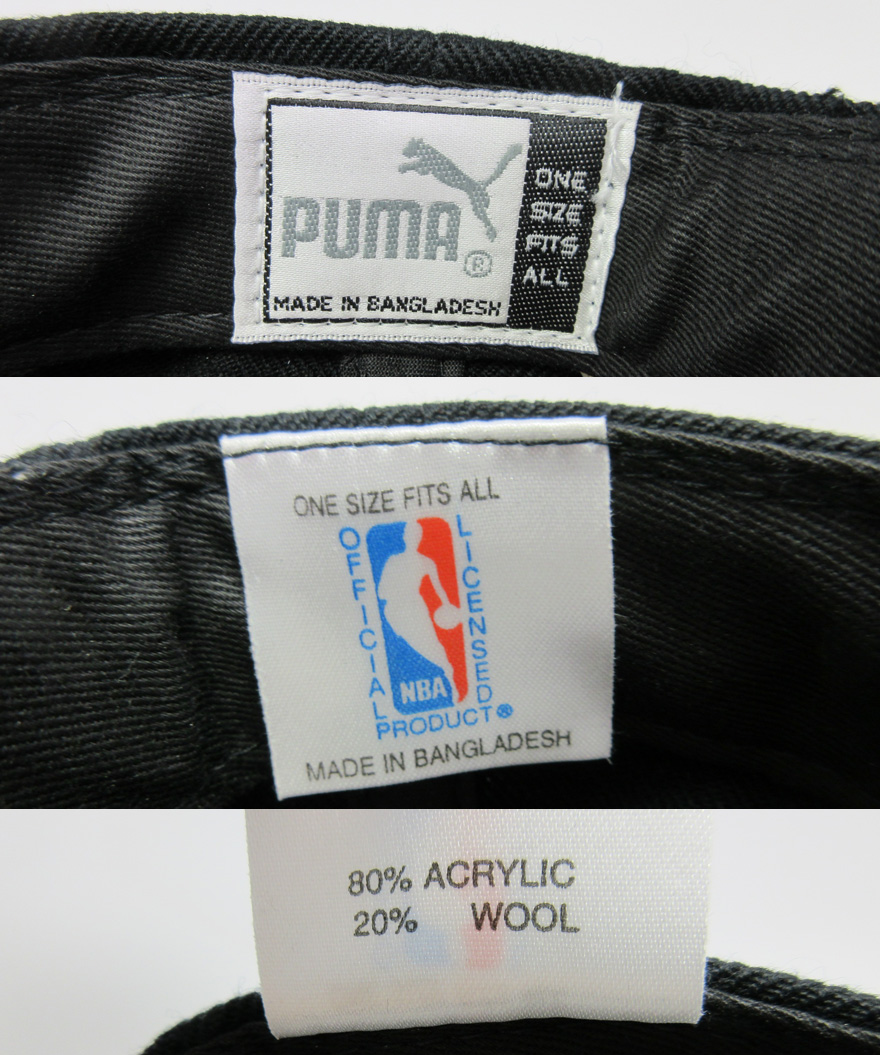 PUMA®
MADE IN BANGLADESH
ONE
SIZE
FITS
ALL
ONE SIZE FITS ALL
OFFICIAL
LICENSED
NBA
PRODUCT®
MADE IN BANGLADESH
80% ACRYLIC
20% WOOL